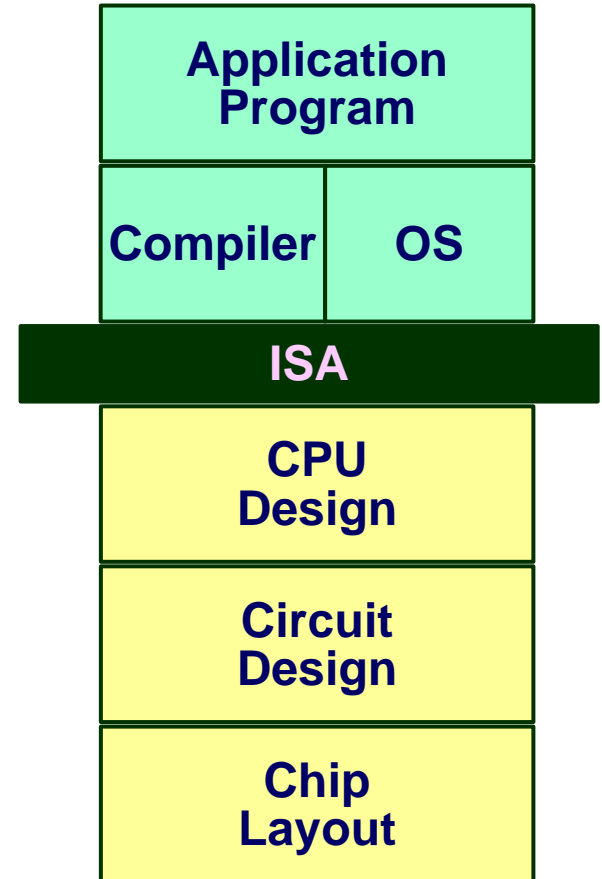 Application
Program
Compiler OS
ISA
CPU
Design
Circuit
Design
Chip
Layout